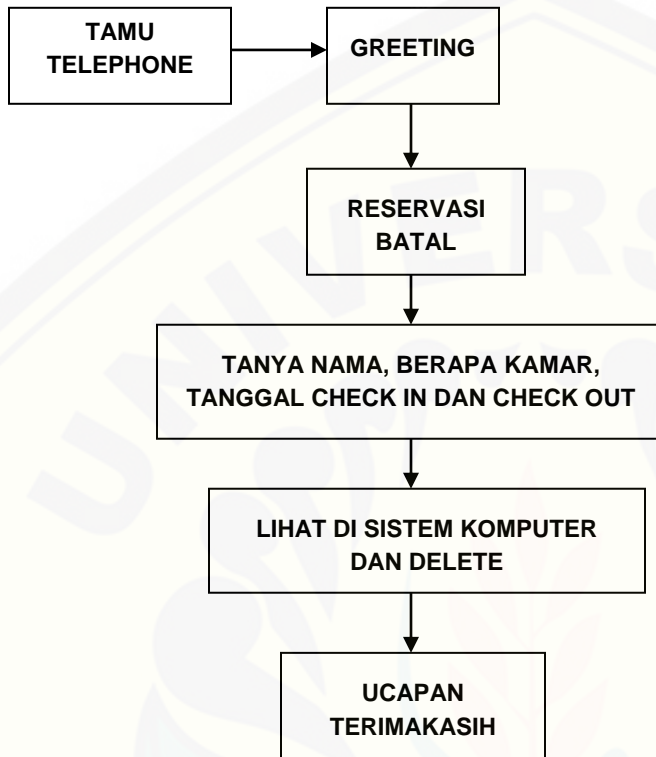 TAMU
TELEPHONE
GREETING
RESERVASI
BATAL
TANYA NAMA, BERAPA KAMAR,
TANGGAL CHECK IN DAN CHECK OUT
LIHAT DI SISTEM KOMPUTER
DAN DELETE
UCAPAN
TERIMAKASIH
UNIVERS